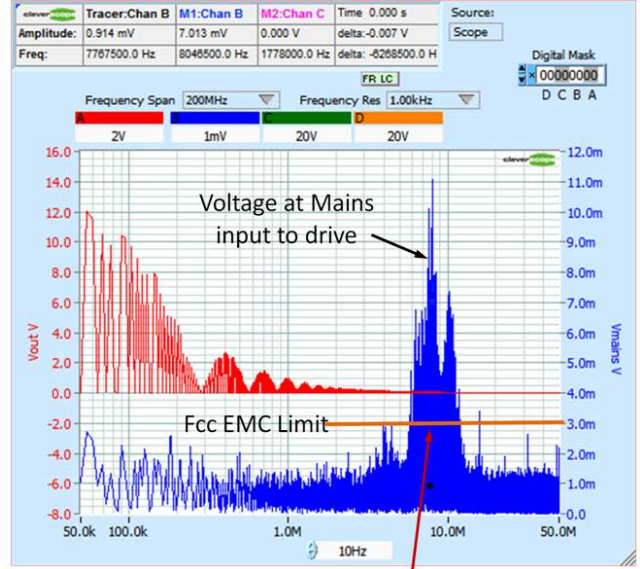 cleverscope Tracer:Chan B M1:Chan B M2:Chan C Time 0.000 s
Amplitude: 0.914 mV 7.013 mV 0.000 V delta:-0.007 V
Freq: 7767500.0 Hz 8046500.0 Hz 1778000.0 Hz delta: -6268500.0 H
Source:
Scope
Digital Mask
× 00000000
D C B A
FR LC
Frequency Span 200MHz Frequency Res 1.00kHz
A B C D
2V 1mV 20V 20V
cleverscope
16.0
14.0
12.0
10.0
8.0
6.0
4.0
2.0
0.0
-2.0
-4.0
-6.0
-8.0
Vout V
Voltage at Mains
input to drive
Fcc EMC Limit
12.0m
11.0m
10.0m
9.0m
8.0m
7.0m
6.0m
5.0m
4.0m
3.0m
2.0m
1.0m
0.0
Vmains V
50.0k 100.0k 1.0M 10.0M 50.0M
10Hz